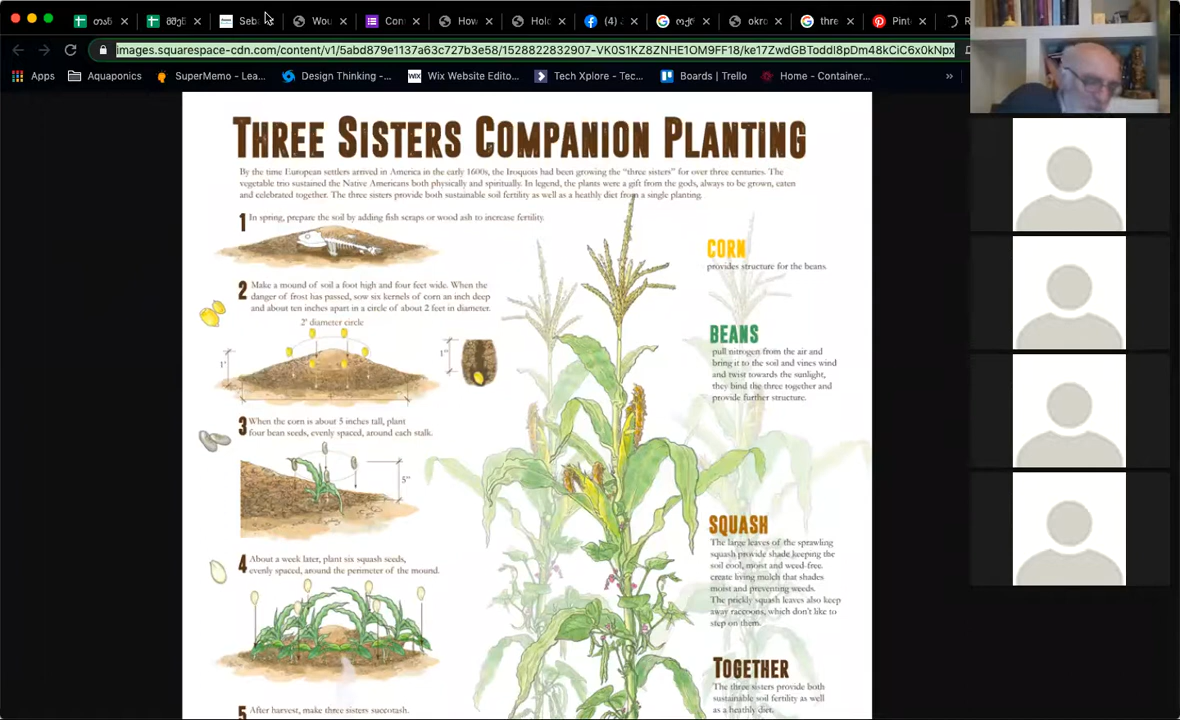 Seb
Wou
Con
How
Hol
(4)
okro
thre
Pint
R
images.squarespace-cdn.com/content/v1/5abd879e1137a63c727b3e58/1528822832907-VK0S1KZ8ZNHE1OM9FF18/ke17ZwdGBToddI8pDm48kCiC6x0kNpx
Apps Aquaponics SuperMemo - Lea... Design Thinking -... WIX Wix Website Edito... Tech Xplore - Tec... Boards | Trello Home - Container... »
THREE SISTERS COMPANION PLANTING
By the time European settlers arrived in America in the early 1600s, the Iroquois had been growing the "three sisters" for over three centuries. The
vegetable trio sustained the Native Americans both physically and spiritually. In legend, the plants were a gift from the gods, always to be grown, eaten
and celebrated together. The three sisters provide both sustainable soil fertility as well as a heathly diet from a single planting.
1 In spring, prepare the soil by adding fish scraps or wood ash to increase fertility.
2 Make a mound of soil a foot high and four feet wide. When the
danger of frost has passed, sow six kernels of corn an inch deep
and about ten inches apart in a circle of about 2 feet in diameter.
2' diameter circle
1'
1"
3 When the corn is about 5 inches tall, plant
four bean seeds, evenly spaced, around each stalk.
5"
4 About a week later, plant six squash seeds,
evenly spaced, around the perimeter of the mound.
5 After harvest, make three sisters succotash.
CORN
provides structure for the beans.
BEANS
pull nitrogen from the air and
bring it to the soil and vines wind
and twist towards the sunlight,
they bind the three together and
provide further structure.
SQUASH
The large leaves of the sprawling
squash provide shade keeping the
soil cool, moist and weed-free.
create living mulch that shades
moist and preventing weeds.
The prickly squash leaves also keep
away raccoons, which don't like to
step on them.
TOGETHER
The three sisters provide both
sustainable soil fertility as well
as a heathly diet.